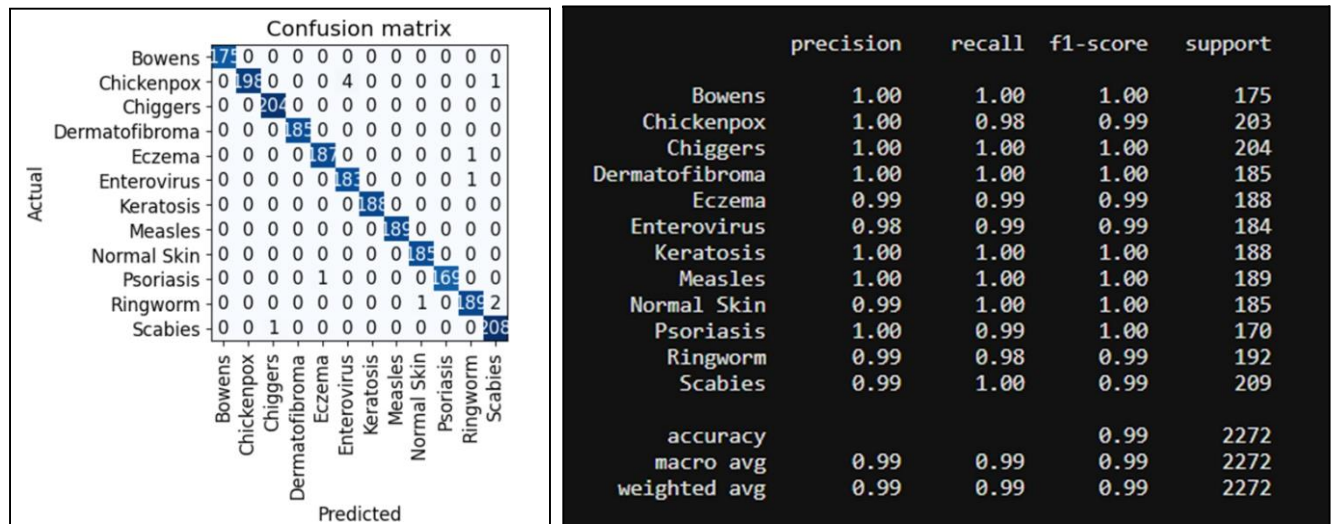 Confusion matrix
Actual
Bowens 175 0 0 0 0 0 0 0 0 0 0 0
Chickenpox 0 198 0 0 0 4 0 0 0 0 0 1
Chiggers 0 0 204 0 0 0 0 0 0 0 0 0
Dermatofibroma 0 0 0 185 0 0 0 0 0 0 0 0
Eczema 0 0 0 0 187 0 0 0 0 0 1 0
Enterovirus 0 0 0 0 0 183 0 0 0 0 1 0
Keratosis 0 0 0 0 0 0 188 0 0 0 0 0
Measles 0 0 0 0 0 0 0 189 0 0 0 0
Normal Skin 0 0 0 0 0 0 0 0 185 0 0 0
Psoriasis 0 0 0 0 1 0 0 0 0 169 0 0
Ringworm 0 0 0 0 0 0 0 0 1 0 189 2
Scabies 0 0 1 0 0 0 0 0 0 0 0 208
Bowens
Chickenpox
Chiggers
Dermatofibroma
Eczema
Enterovirus
Keratosis
Measles
Normal Skin
Psoriasis
Ringworm
Scabies
Predicted
precision recall f1-score support
Bowens 1.00 1.00 1.00 175
Chickenpox 1.00 0.98 0.99 203
Chiggers 1.00 1.00 1.00 204
Dermatofibroma 1.00 1.00 1.00 185
Eczema 0.99 0.99 0.99 188
Enterovirus 0.98 0.99 0.99 184
Keratosis 1.00 1.00 1.00 188
Measles 1.00 1.00 1.00 189
Normal Skin 0.99 1.00 1.00 185
Psoriasis 1.00 0.99 1.00 170
Ringworm 0.99 0.98 0.99 192
Scabies 0.99 1.00 0.99 209
accuracy 0.99 2272
macro avg 0.99 0.99 0.99 2272
weighted avg 0.99 0.99 0.99 2272